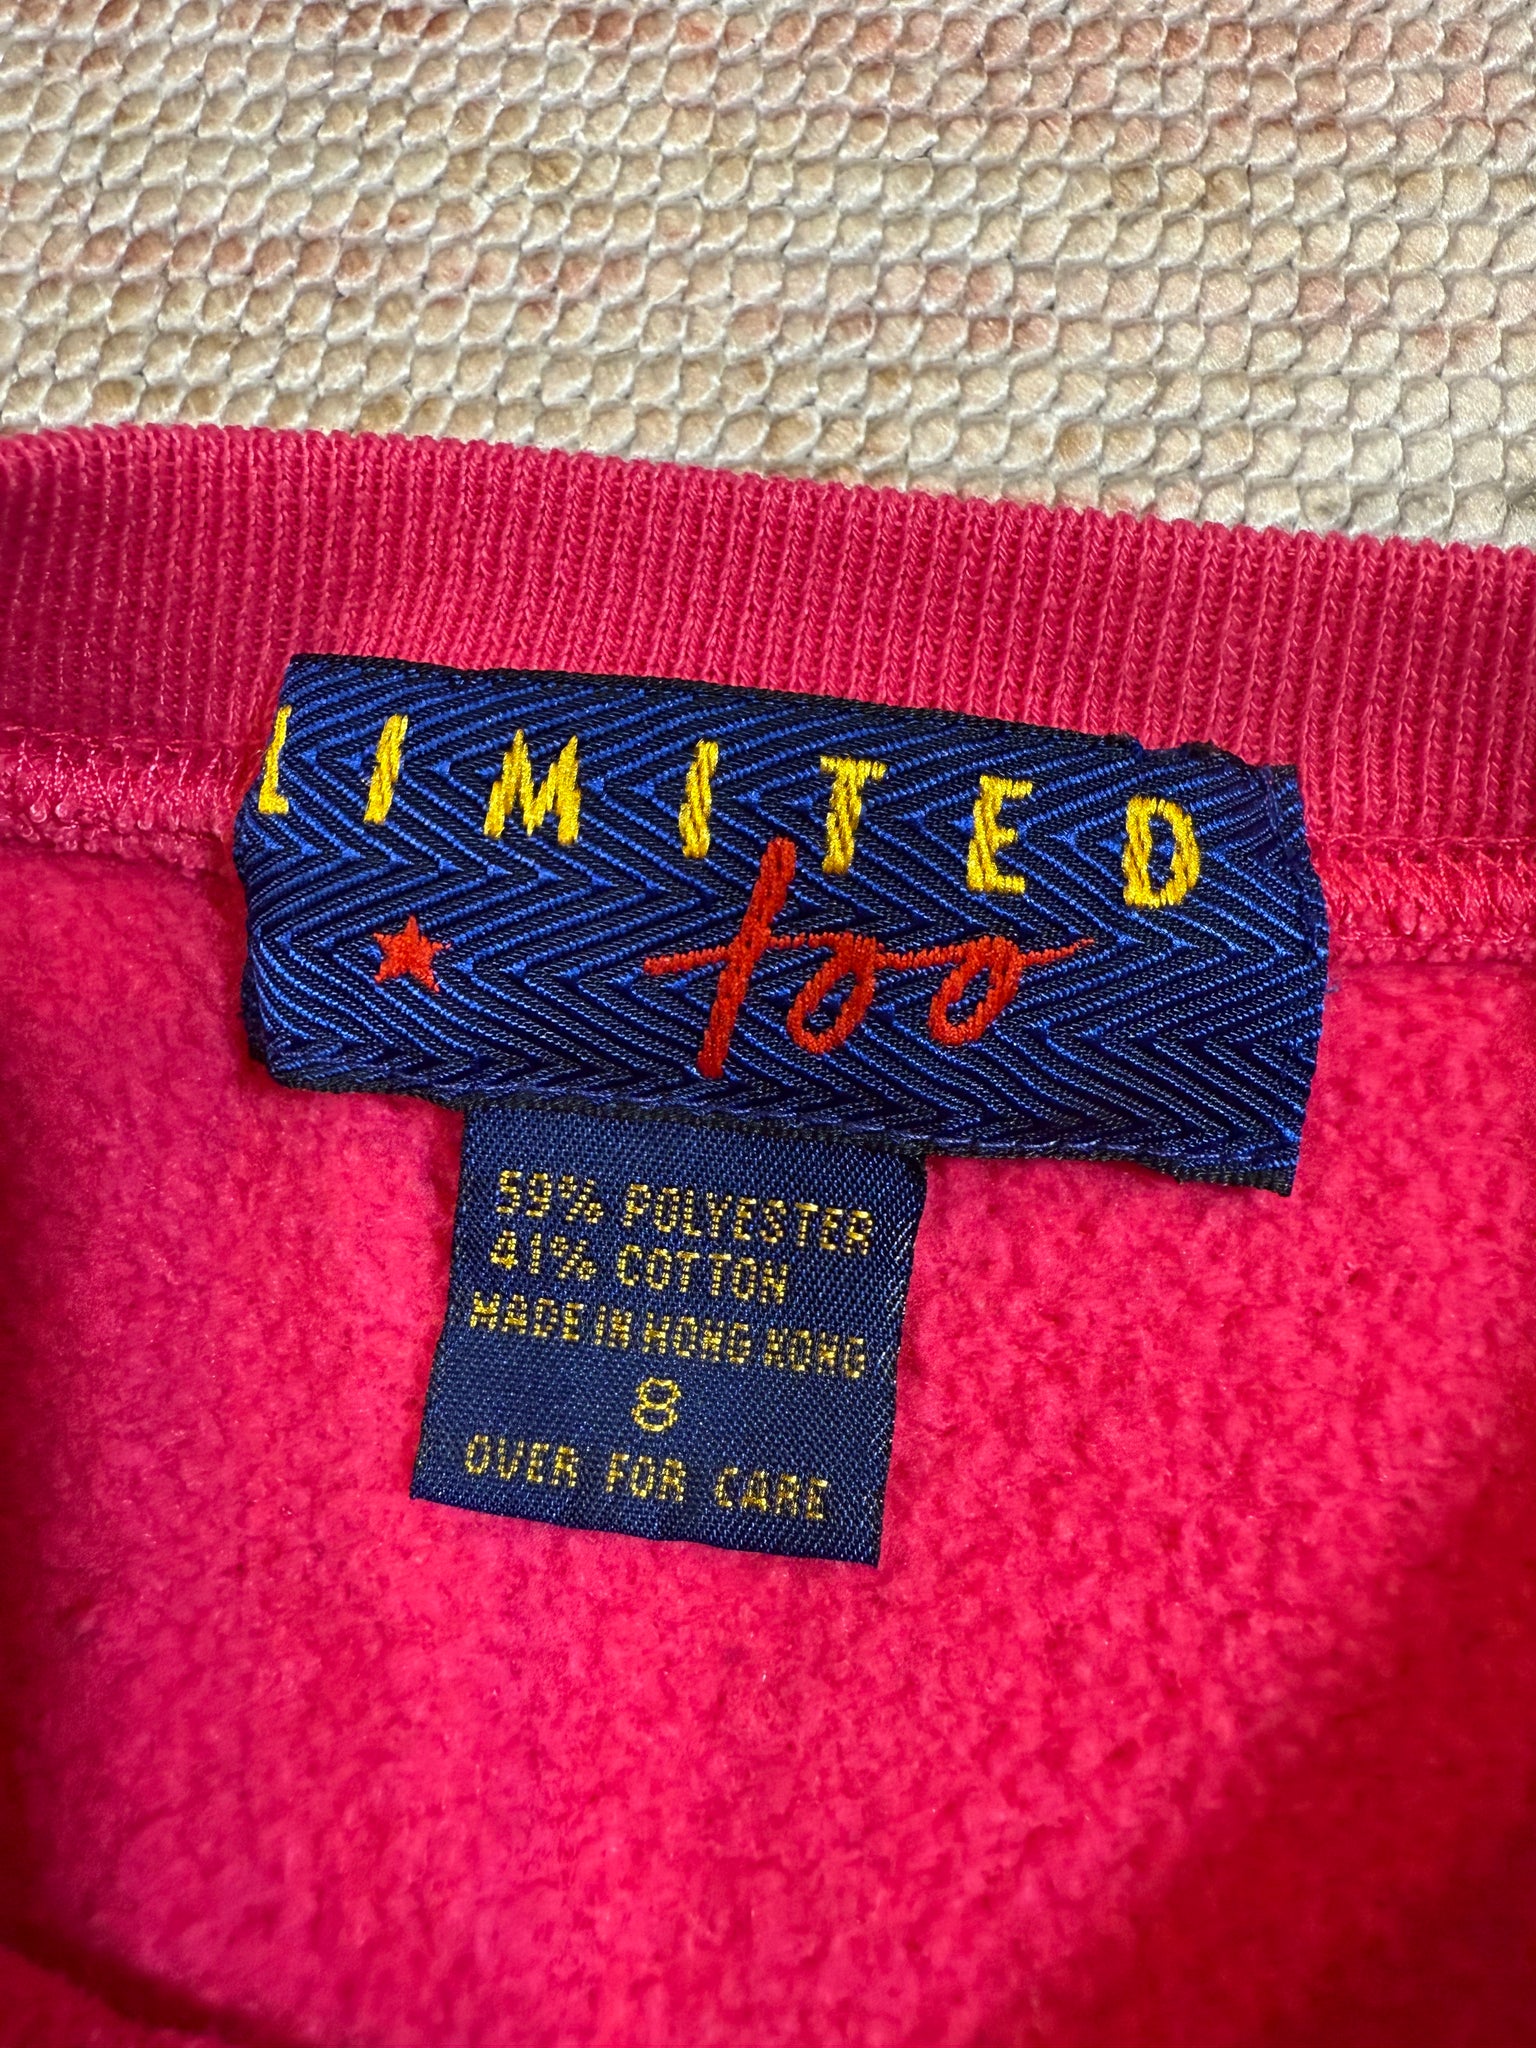 LIMITED
too
59% POLYESTER
41% COTTON
MADE IN HONG KONG
8
OVER FOR CARE